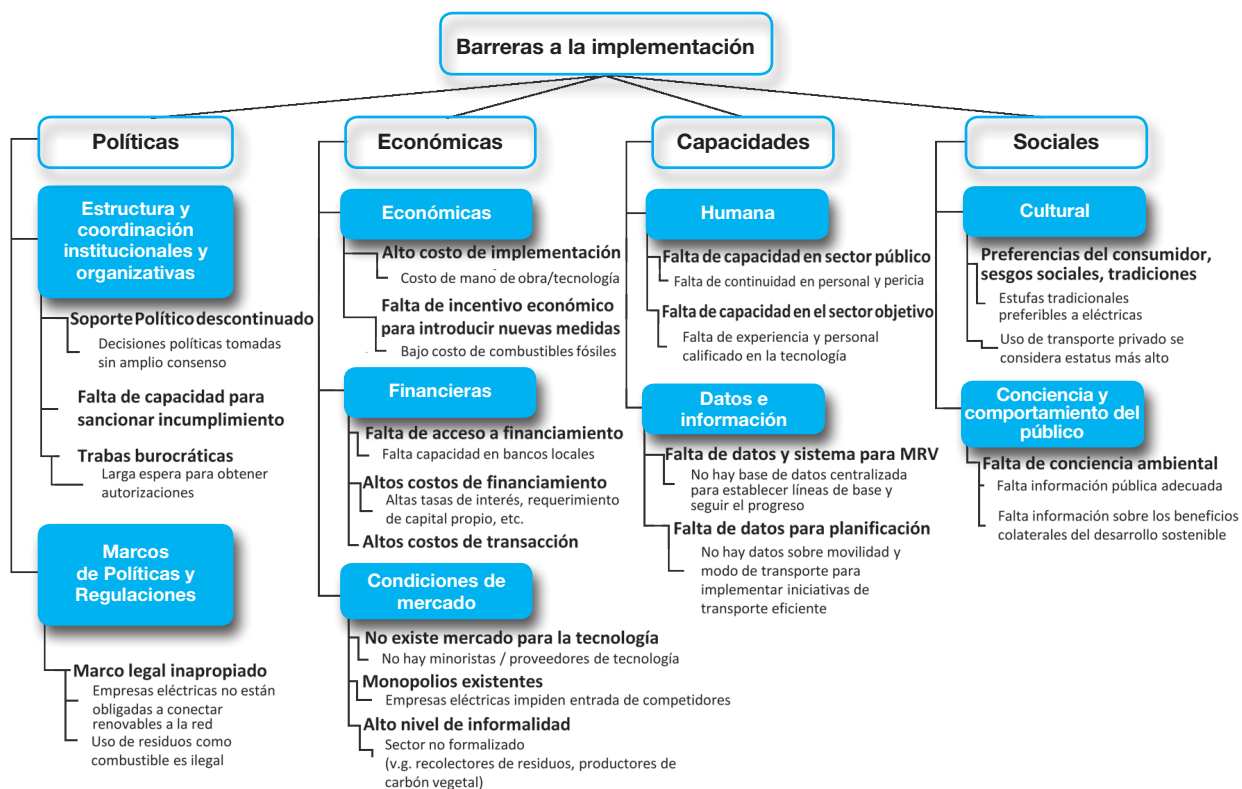 Barreras a la implementación
Políticas
Estructura y
coordinación
institucionales y
organizativas
Soporte Político descontinuado
Decisiones políticas tomadas
sin amplio consenso
Falta de capacidad para
sancionar incumplimiento
Trabas burocráticas
Larga espera para obtener
autorizaciones
Marcos
de Políticas y
Regulaciones
Marco legal inapropiado
Empresas eléctricas no están
obligadas a conectar
renovables a la red
Uso de residuos como
combustible es ilegal
Económicas
Económicas
Alto costo de implementación
Costo de mano de obra/tecnología
Falta de incentivo económico
para introducir nuevas medidas
Bajo costo de combustibles fósiles
Financieras
Falta de acceso a financiamiento
Falta capacidad en bancos locales
Altos costos de financiamiento
Altas tasas de interés, requerimiento
de capital propio, etc.
Altos costos de transacción
Condiciones de
mercado
No existe mercado para la tecnología
No hay minoristas / proveedores de tecnología
Monopolios existentes
Empresas eléctricas impiden entrada de competidores
Alto nivel de informalidad
Sector no formalizado
(v.g. recolectores de residuos, productores de
carbón vegetal)
Capacidades
Humana
Falta de capacidad en sector público
Falta de continuidad en personal y pericia
Falta de capacidad en el sector objetivo
Falta de experiencia y personal
calificado en la tecnología
Datos e
información
Falta de datos y sistema para MRV
No hay base de datos centralizada
para establecer líneas de base y
seguir el progreso
Falta de datos para planificación
No hay datos sobre movilidad y
modo de transporte para
implementar iniciativas de
transporte eficiente
Sociales
Cultural
Preferencias del consumidor,
sesgos sociales, tradiciones
Estufas tradicionales
preferibles a eléctricas
Uso de transporte privado se
considera estatus más alto
Conciencia y
comportamiento del
público
Falta de conciencia ambiental
Falta información pública adecuada
Falta información sobre los beneficios
colaterales del desarrollo sostenible